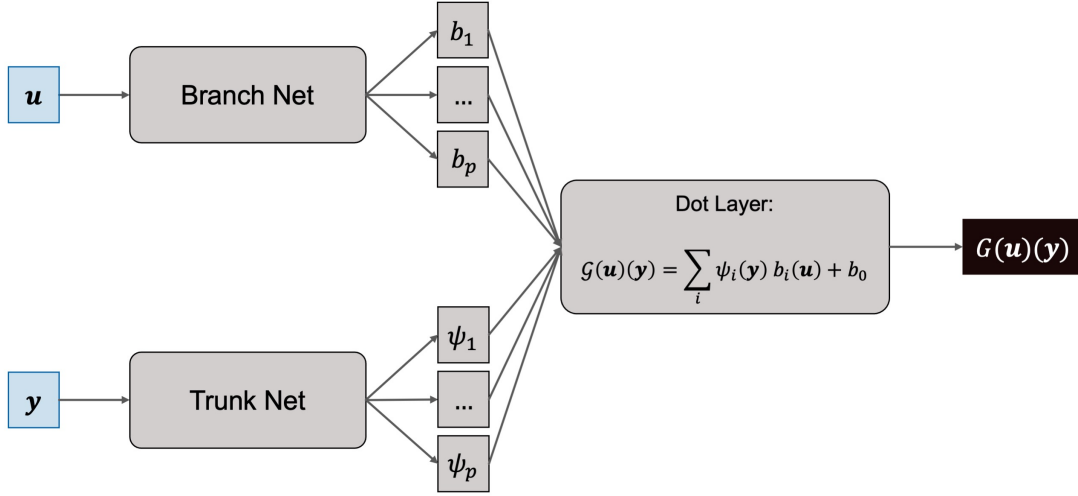 u
Branch Net
b₁
...
bₚ
Dot Layer:
𝒢(u)(y) = ∑ᵢ ψᵢ(y) bᵢ(u) + b₀
G(u)(y)
y
Trunk Net
ψ₁
...
ψₚ